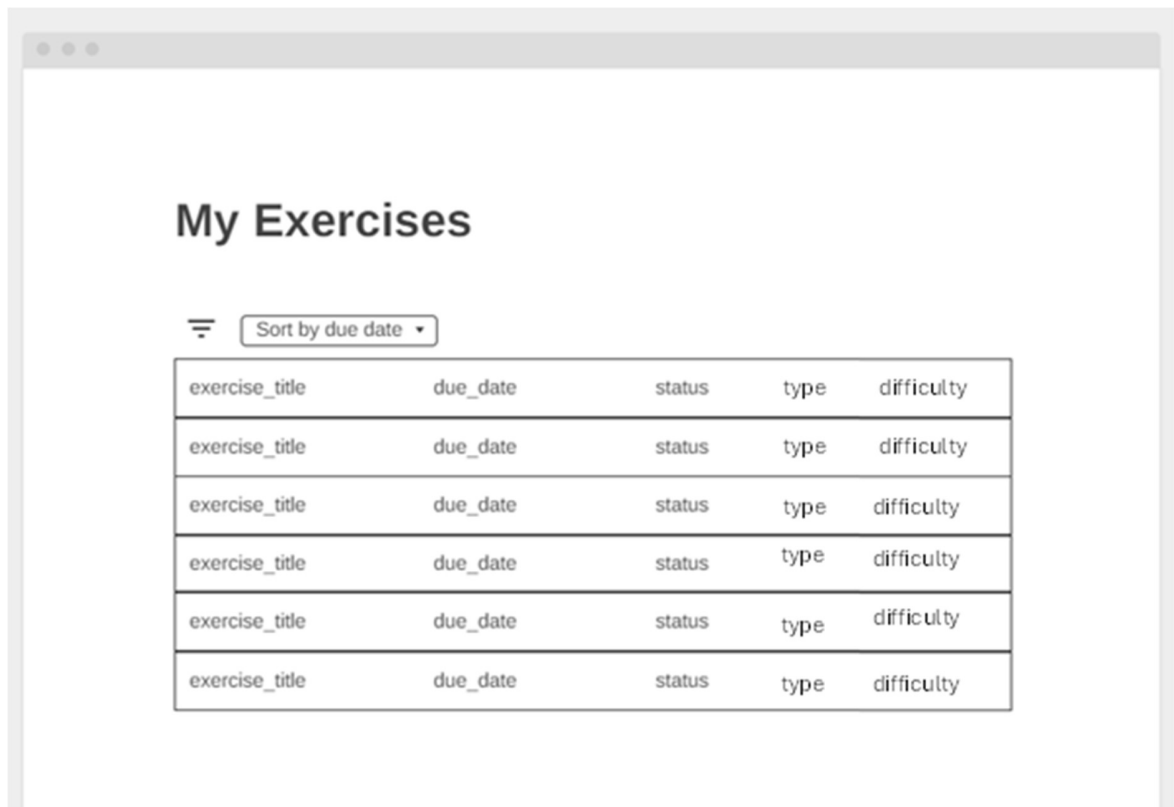 My Exercises
Sort by due date
exercise_title due_date status type difficulty
exercise_title due_date status type difficulty
exercise_title due_date status type difficulty
exercise_title due_date status type difficulty
exercise_title due_date status type difficulty
exercise_title due_date status type difficulty